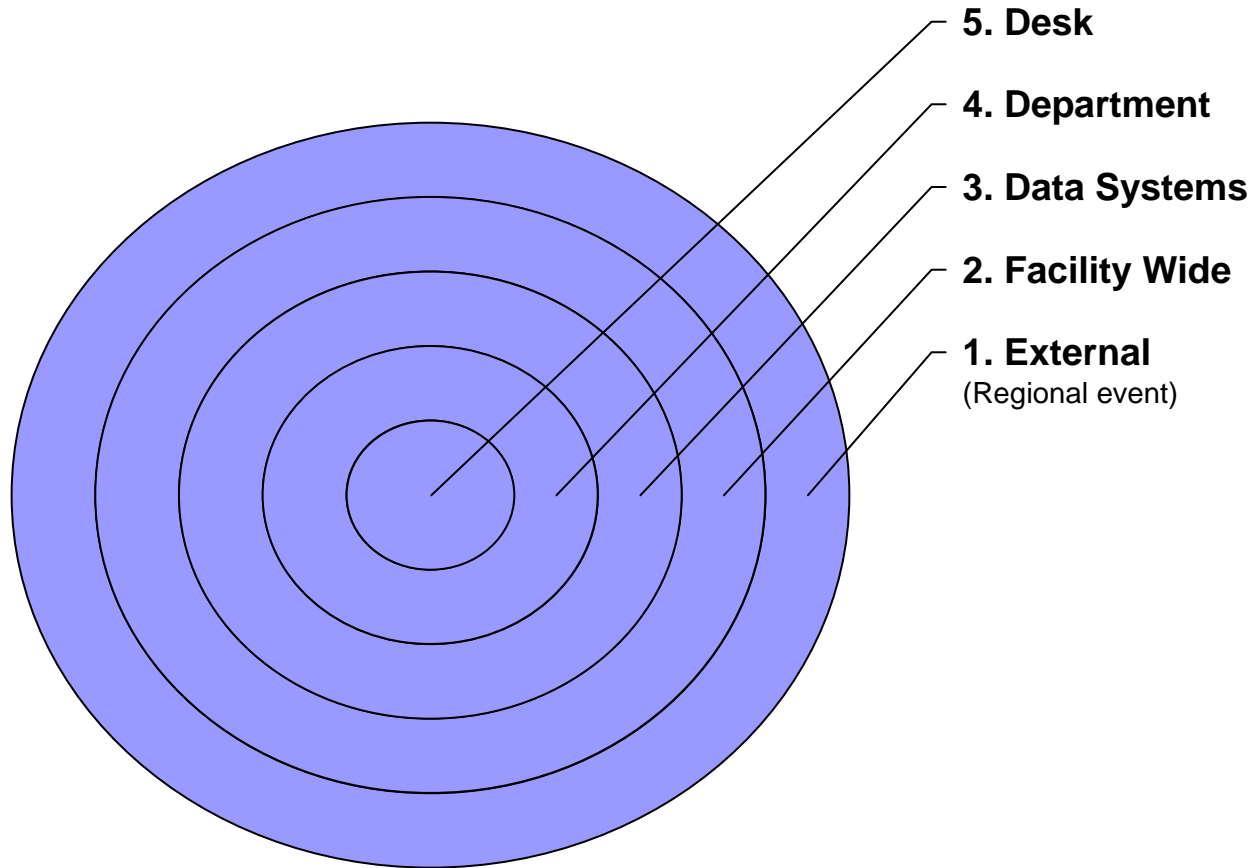 5. Desk
4. Department
3. Data Systems
2. Facility Wide
1. External
(Regional event)